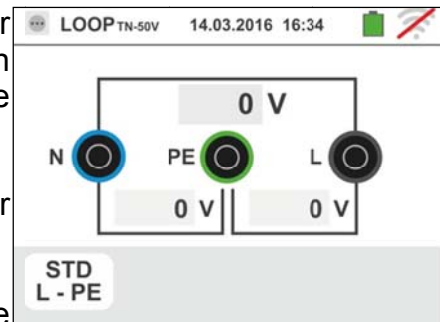 r
n
e
r
e
LOOP TN-50V 14.03.2016 16:34
0 V
N PE L
0 V 0 V
STD
L - PE